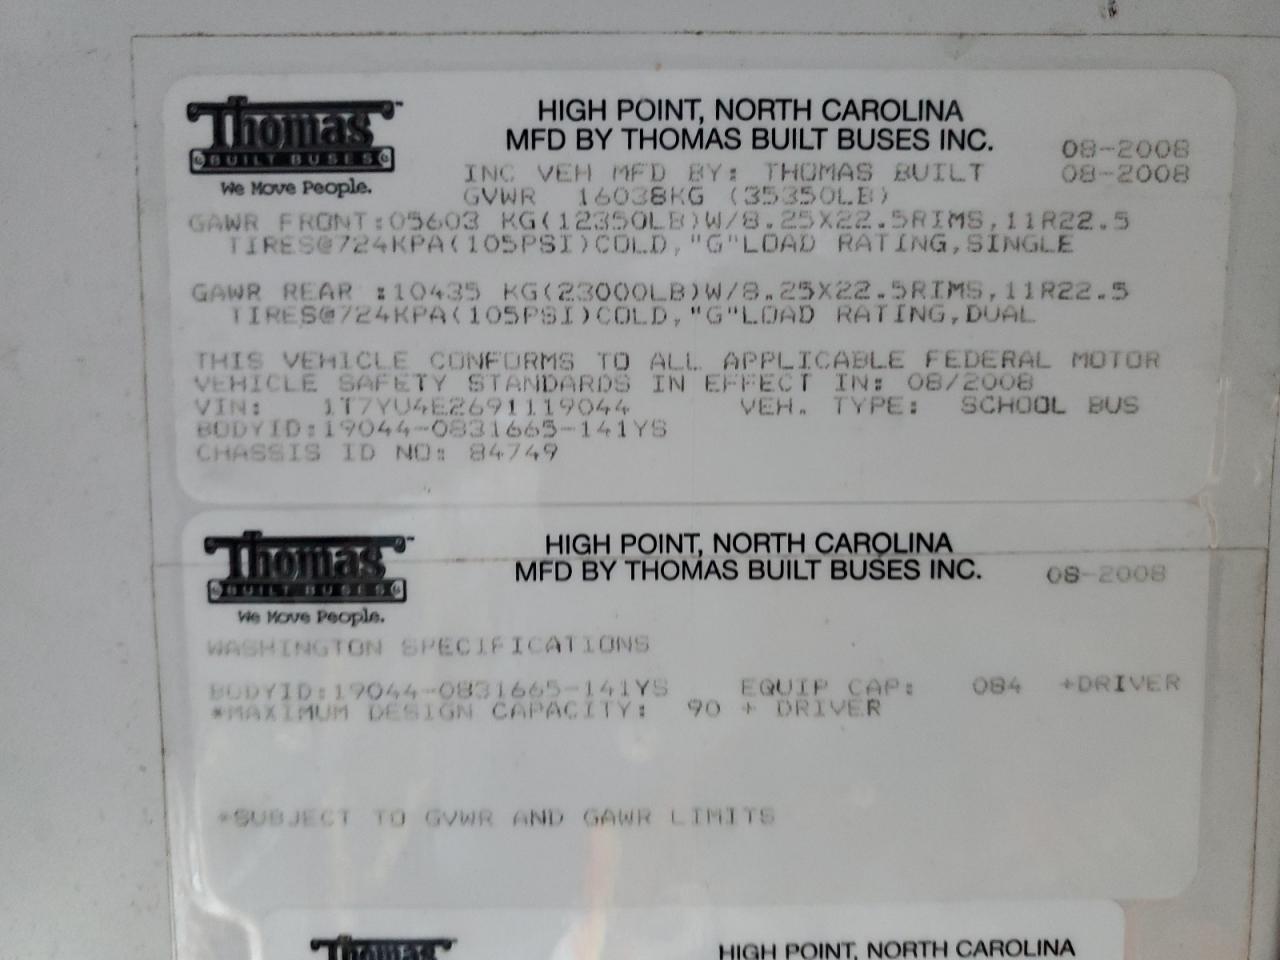 Thomas™
BUILT BUSES
We Move People.
HIGH POINT, NORTH CAROLINA
MFD BY THOMAS BUILT BUSES INC.
08-2008
INC VEH MFD BY: THOMAS BUILT 08-2008
GVWR 16038KG (35350LB)
GAWR FRONT:05603 KG(12350LB)W/8.25X22.5RIMS,11R22.5
TIRES@724KPA(105PSI)COLD,"G"LOAD RATING,SINGLE
GAWR REAR :10435 KG(23000LB)W/8.25X22.5RIMS,11R22.5
TIRES@724KPA(105PSI)COLD,"G"LOAD RATING,DUAL
THIS VEHICLE CONFORMS TO ALL APPLICABLE FEDERAL MOTOR
VEHICLE SAFETY STANDARDS IN EFFECT IN: 08/2008
VIN: 1T7YU4E2691119044 VEH. TYPE: SCHOOL BUS
BODYID:19044-0831665-141YS
CHASSIS ID NO: 84749
Thomas™
BUILT BUSES
We Move People.
HIGH POINT, NORTH CAROLINA
MFD BY THOMAS BUILT BUSES INC. 08-2008
WASHINGTON SPECIFICATIONS
BODYID:19044-0831665-141YS EQUIP CAP: 084 +DRIVER
*MAXIMUM DESIGN CAPACITY: 90 + DRIVER
*SUBJECT TO GVWR AND GAWR LIMITS
Thomas
HIGH POINT, NORTH CAROLINA